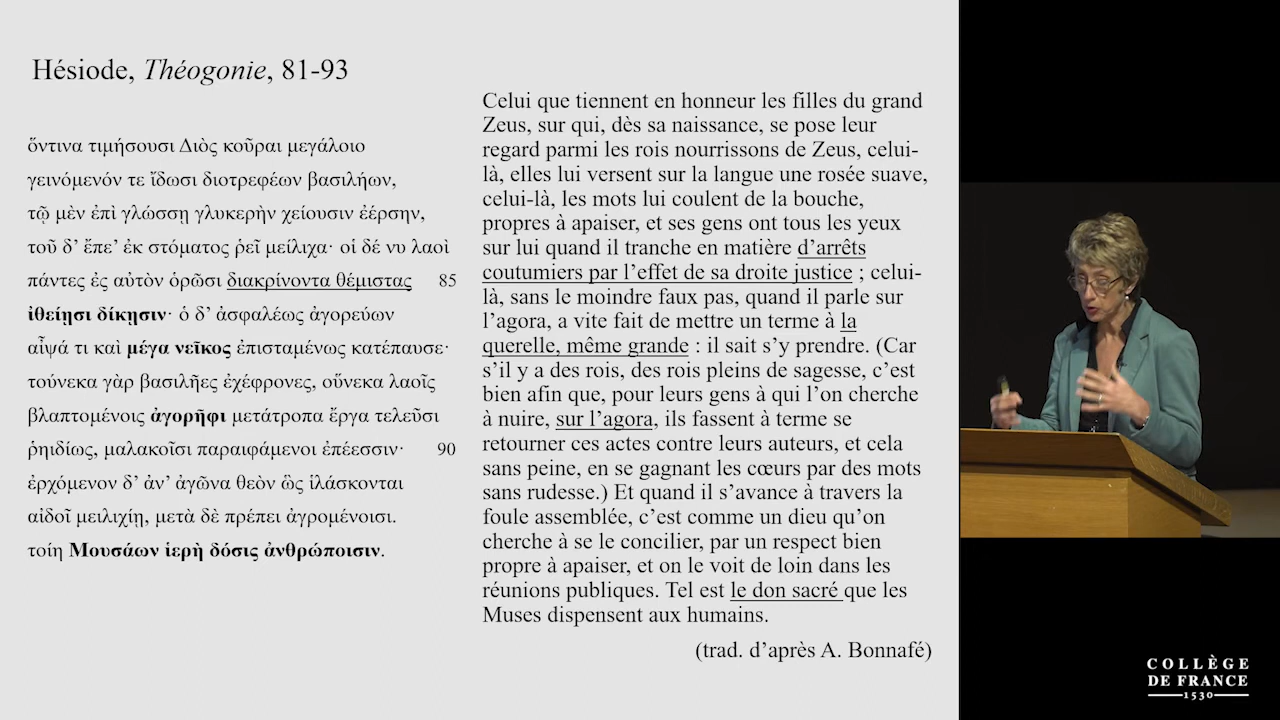 Hésiode, Théogonie, 81-93
ὅντινα τιμήσουσι Διὸς κοῦραι μεγάλοιο
γεινόμενόν τε ἴδωσι διοτρεφέων βασιλήων,
τῷ μὲν ἐπὶ γλώσσῃ γλυκερὴν χείουσιν ἐέρσην,
τοῦ δ’ ἔπε’ ἐκ στόματος ῥεῖ μείλιχα· οἱ δέ νυ λαοὶ
πάντες ἐς αὐτὸν ὁρῶσι διακρίνοντα θέμιστας 85
ἰθείῃσι δίκῃσιν· ὁ δ’ ἀσφαλέως ἀγορεύων
αἶψά τι καὶ μέγα νεῖκος ἐπισταμένως κατέπαυσε·
τούνεκα γὰρ βασιλῆες ἐχέφρονες, οὕνεκα λαοῖς
βλαπτομένοις ἀγορῆφι μετάτροπα ἔργα τελεῦσι
ῥηιδίως, μαλακοῖσι παραιφάμενοι ἐπέεσσιν· 90
ἐρχόμενον δ’ ἀν’ ἀγῶνα θεὸν ὣς ἱλάσκονται
αἰδοῖ μειλιχίῃ, μετὰ δὲ πρέπει ἀγρομένοισι.
τοίη Μουσάων ἱερὴ δόσις ἀνθρώποισιν.
Celui que tiennent en honneur les filles du grand
Zeus, sur qui, dès sa naissance, se pose leur
regard parmi les rois nourrissons de Zeus, celui-
là, elles lui versent sur la langue une rosée suave,
celui-là, les mots lui coulent de la bouche,
propres à apaiser, et ses gens ont tous les yeux
sur lui quand il tranche en matière d’arrêts
coutumiers par l’effet de sa droite justice ; celui-
là, sans le moindre faux pas, quand il parle sur
l’agora, a vite fait de mettre un terme à la
querelle, même grande : il sait s’y prendre. (Car
s’il y a des rois, des rois pleins de sagesse, c’est
bien afin que, pour leurs gens à qui l’on cherche
à nuire, sur l’agora, ils fassent à terme se
retourner ces actes contre leurs auteurs, et cela
sans peine, en se gagnant les cœurs par des mots
sans rudesse.) Et quand il s’avance à travers la
foule assemblée, c’est comme un dieu qu’on
cherche à se le concilier, par un respect bien
propre à apaiser, et on le voit de loin dans les
réunions publiques. Tel est le don sacré que les
Muses dispensent aux humains.
(trad. d’après A. Bonnafé)
COLLÈGE
DE FRANCE
1530